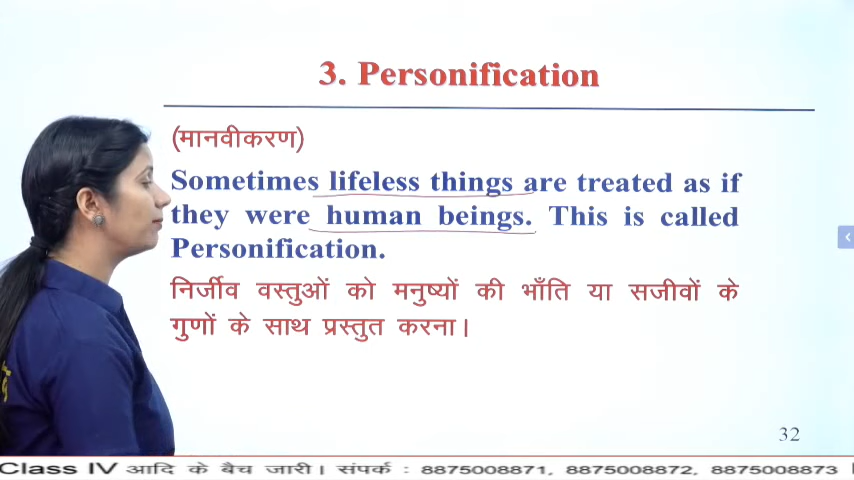 3. Personification
(मानवीकरण)
Sometimes lifeless things are treated as if
they were human beings. This is called
Personification.
निर्जीव वस्तुओं को मनुष्यों की भाँति या सजीवों के
गुणों के साथ प्रस्तुत करना।
32
Class IV आदि के बैच जारी। संपर्क : 8875008871, 8875008872, 8875008873